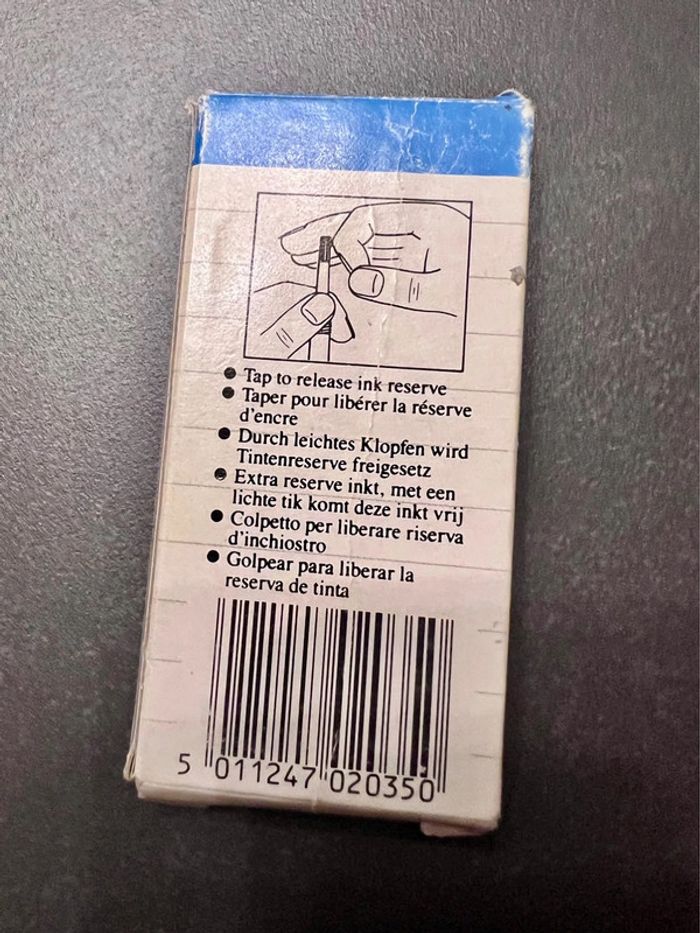 ● Tap to release ink reserve
● Taper pour libérer la réserve
d'encre
● Durch leichtes Klopfen wird
Tintenreserve freigesetz
● Extra reserve inkt, met een
lichte tik komt deze inkt vrij
● Colpetto per liberare riserva
d'inchiostro
● Golpear para liberar la
reserva de tinta
5 011247 020350